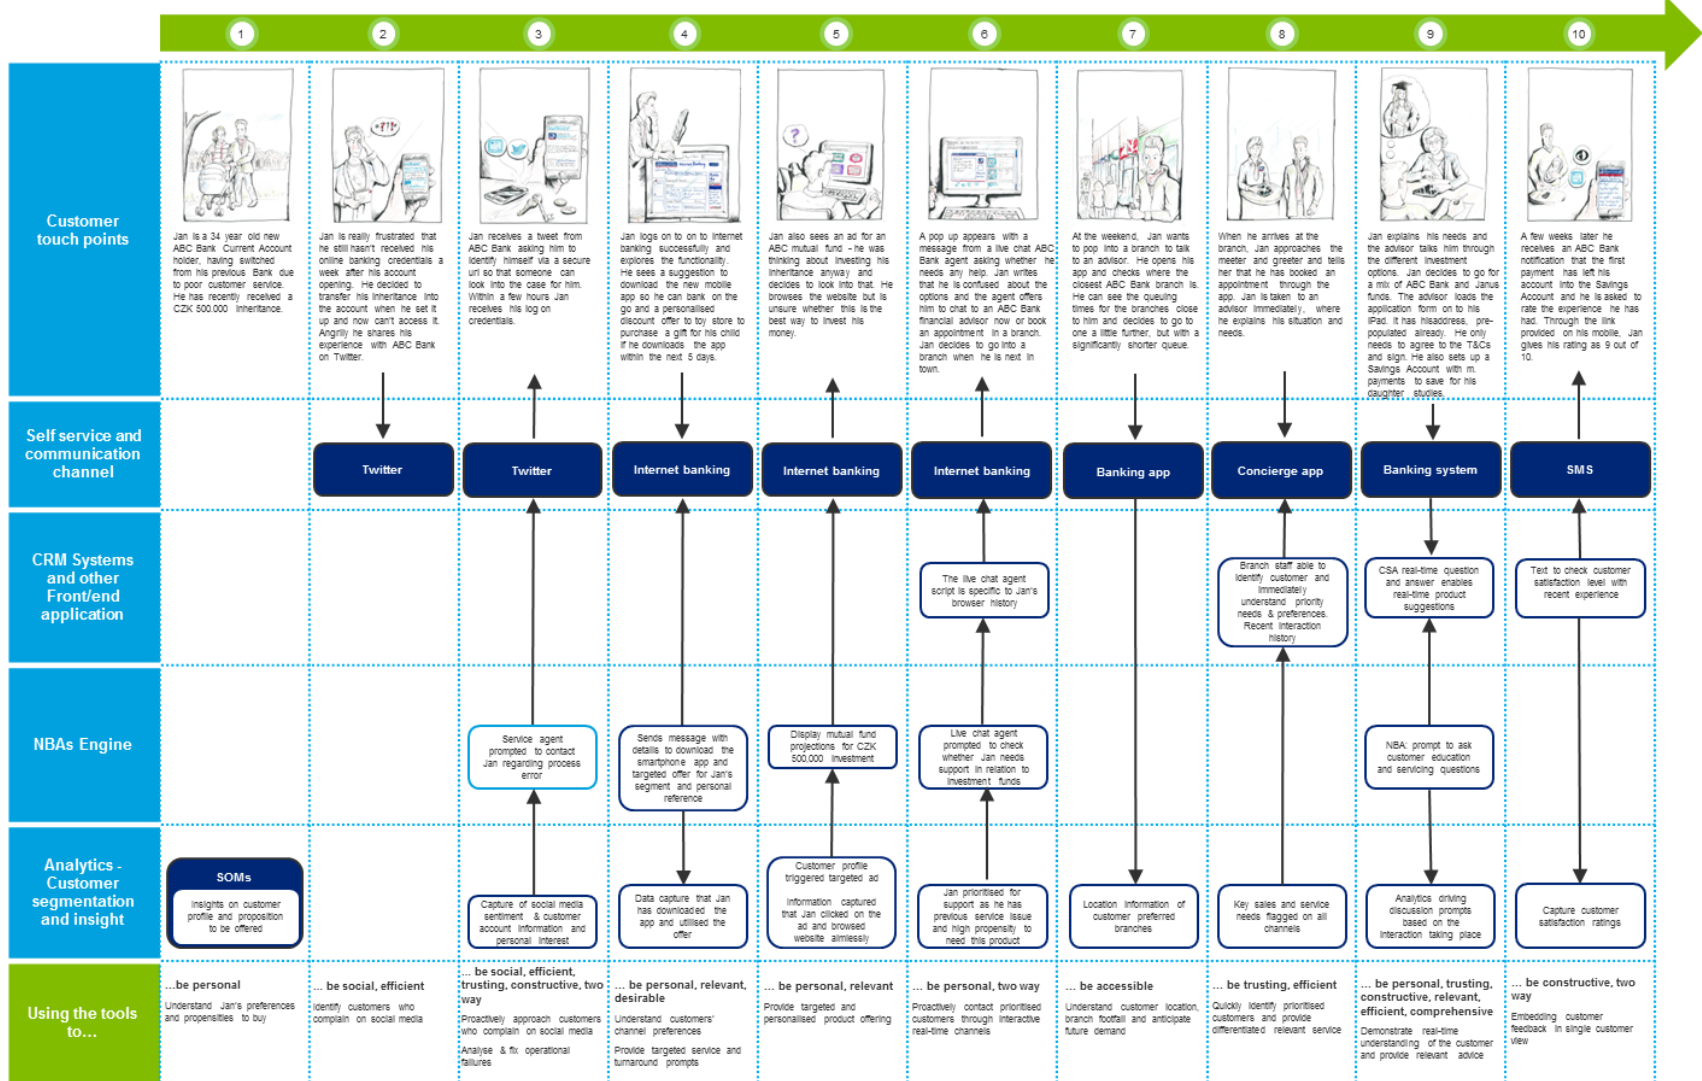 1
2
3
4
5
6
7
8
9
10
Customer
touch points
Jan is a 34 year old new
ABC Bank Current Account
holder, having switched
from his previous Bank due
to poor customer service.
He has recently received a
CZK 500.000 inheritance.
Jan is really frustrated that
he still hasn't received his
online banking credentials a
week after his account
opening. He decided to
transfer his inheritance into
the account when he set it
up and now can't access it.
Angrily he shares his
experience with ABC Bank
on Twitter.
Jan receives a tweet from
ABC Bank asking him to
identify himself via a secure
url so that someone can
look into the case for him.
Within a few hours Jan
receives his log on
credentials.
Jan logs on to on to internet
banking successfully and
explores the functionality.
He sees a suggestion to
download the new mobile
app so he can bank on the
go and a personalised
discount offer to toy store to
purchase a gift for his child
if he downloads the app
within the next 5 days.
Jan also sees an ad for an
ABC mutual fund - he was
thinking about investing his
inheritance anyway and
decides to look into that. He
browses the website but is
unsure whether this is the
best way to invest his
money.
A pop up appears with a
message from a live chat ABC
Bank agent asking whether he
needs any help. Jan writes
that he is confused about the
options and the agent offers
him to chat to an ABC Bank
financial advisor now or book
an appointment in a branch.
Jan decides to go into a
branch when he is next in
town.
At the weekend, Jan wants
to pop into a branch to talk
to an advisor. He opens his
app and checks where the
closest ABC Bank branch is.
He can see the queuing
times for the branches close
to him and decides to go to
one a little further, but with a
significantly shorter queue.
When he arrives at the
branch, Jan approaches the
meeter and greeter and tells
her that he has booked an
appointment through the
app. Jan is taken to an
advisor immediately, where
he explains his situation and
needs.
Jan explains his needs and
the advisor talks him through
the different investment
options. Jan decides to go for
a mix of ABC Bank and Janus
funds. The advisor loads the
application form on to his
iPad. It has hisaddress, pre-
populated already. He only
needs to agree to the T&Cs
and sign. He also sets up a
Savings Account with m.
payments to save for his
daughter studies.
A few weeks later he
receives an ABC Bank
notification that the first
payment has left his
account into the Savings
Account and he is asked to
rate the experience he has
had. Through the link
provided on his mobile, Jan
gives his rating as 9 out of
10.
Self service and
communication
channel
Twitter
Twitter
Internet banking
Internet banking
Internet banking
Banking app
Concierge app
Banking system
SMS
CRM Systems
and other
Front/end
application
The live chat agent
script is specific to Jan's
browser history
Branch staff able to
identify customer and
immediately
understand priority
needs & preferences.
Recent interaction
history
CSA real-time question
and answer enables
real-time product
suggestions
Text to check customer
satisfaction level with
recent experience
NBAs Engine
Service agent
prompted to contact
Jan regarding process
error
Sends message with
details to download the
smartphone app and
targeted offer for Jan's
segment and personal
reference
Display mutual fund
projections for CZK
500,000 investment
Live chat agent
prompted to check
whether Jan needs
support in relation to
investment funds
NBA: prompt to ask
customer education
and servicing questions
Analytics -
Customer
segmentation
and insight
SOMs
Insights on customer
profile and proposition
to be offered
Capture of social media
sentiment & customer
account information and
personal interest
Data capture that Jan
has downloaded the
app and utilised the
offer
Customer profile
triggered targeted ad
Information captured
that Jan clicked on the
ad and browsed
website aimlessly
Jan prioritised for
support as he has
previous service issue
and high propensity to
need this product
Location information of
customer preferred
branches
Key sales and service
needs flagged on all
channels
Analytics driving
discussion prompts
based on the
interaction taking place
Capture customer
satisfaction ratings
Using the tools
to…
…be personal
Understand Jan's preferences
and propensities to buy
… be social, efficient
Identify customers who
complain on social media
… be social, efficient,
trusting, constructive, two
way
Proactively approach customers
who complain on social media
Analyse & fix operational
failures
… be personal, relevant,
desirable
Understand customers'
channel preferences
Provide targeted service and
turnaround prompts
… be personal, relevant
Provide targeted and
personalised product offering
… be personal, two way
Proactively contact prioritised
customers through interactive
real-time channels
… be accessible
Understand customer location,
branch footfall and anticipate
future demand
… be trusting, efficient
Quickly identify prioritised
customers and provide
differentiated relevant service
… be personal, trusting,
constructive, relevant,
efficient, comprehensive
Demonstrate real-time
understanding of the customer
and provide relevant advice
… be constructive, two
way
Embedding customer
feedback in single customer
view